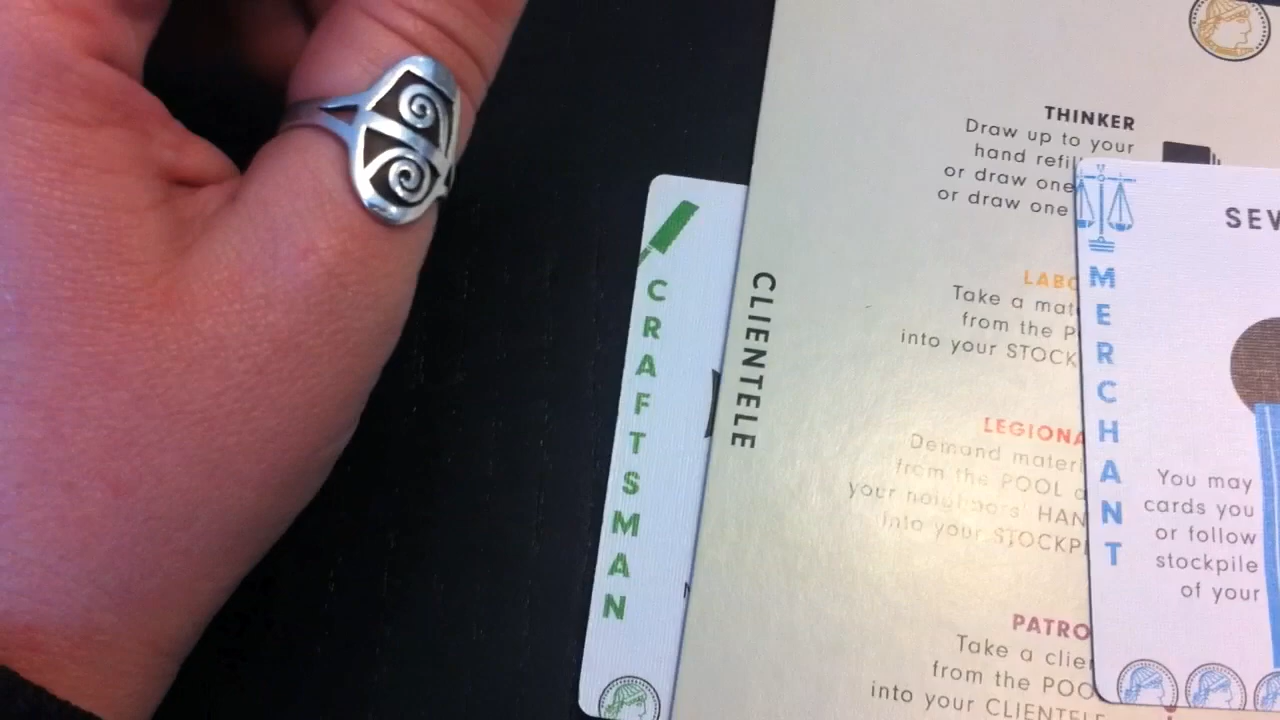 CRAFTSMAN
CLIENTELE
THINKER
Draw up to your
hand refill
or draw one
or draw one
LABO
Take a mat
from the P
into your STOCK
LEGIONA
Demand materi
from the POOL
your neighbors' HAN
into your STOCKP
PATRO
Take a clie
from the POO
into your CLIENTELE
MERCHANT
SEV
You may
cards you
or follow
stockpile
of your